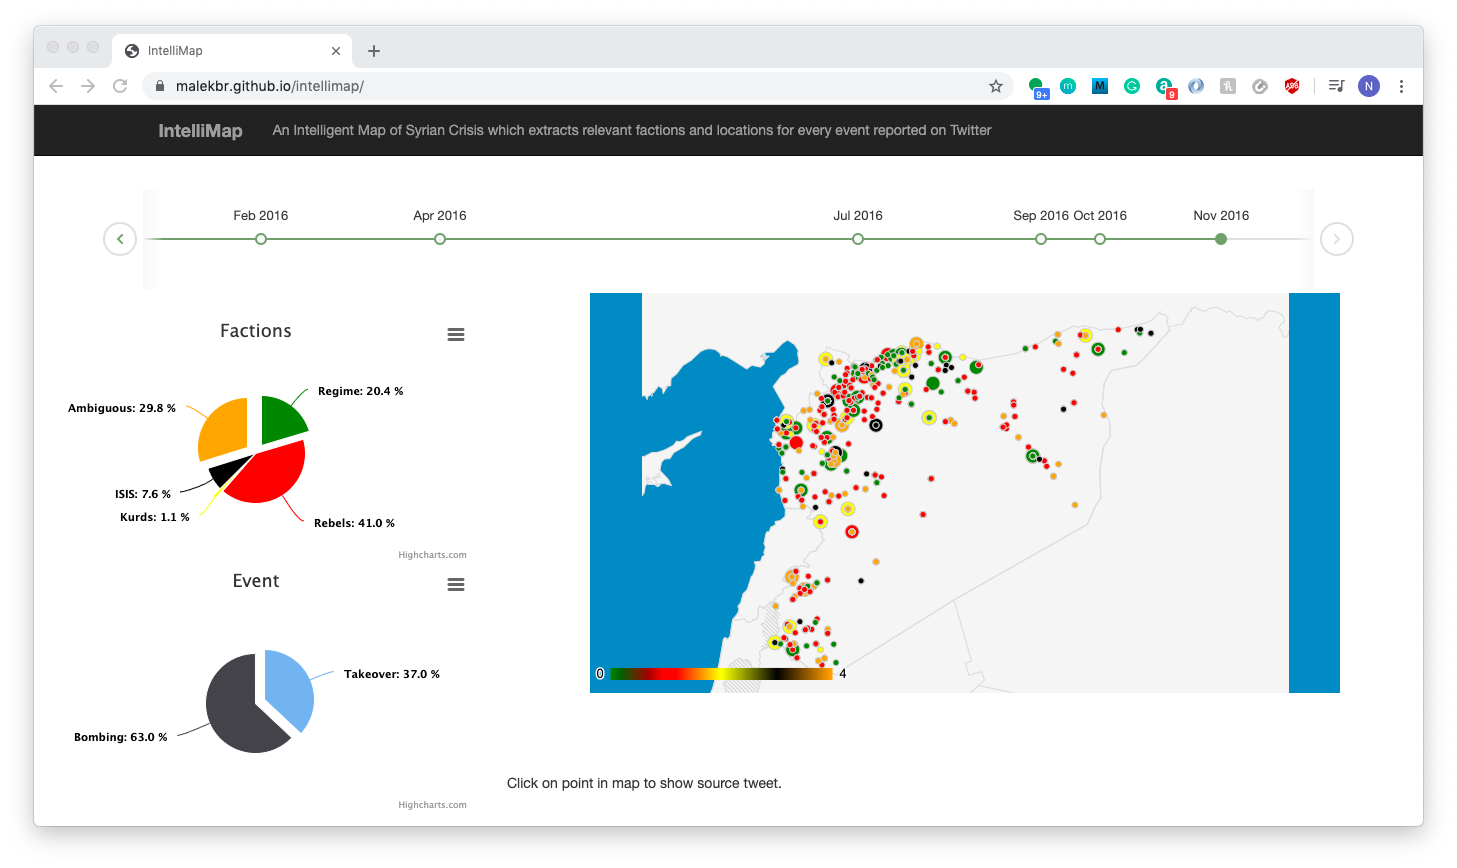 IntelliMap
malekbr.github.io/intellimap/
9+
m
M
G
a
9
ABP
N
IntelliMap An Intelligent Map of Syrian Crisis which extracts relevant factions and locations for every event reported on Twitter
Feb 2016 Apr 2016 Jul 2016 Sep 2016 Oct 2016 Nov 2016
Factions
Regime: 20.4 %
Ambiguous: 29.8 %
ISIS: 7.6 %
Kurds: 1.1 %
Rebels: 41.0 %
Highcharts.com
Event
Takeover: 37.0 %
Bombing: 63.0 %
Highcharts.com
0 4
Click on point in map to show source tweet.